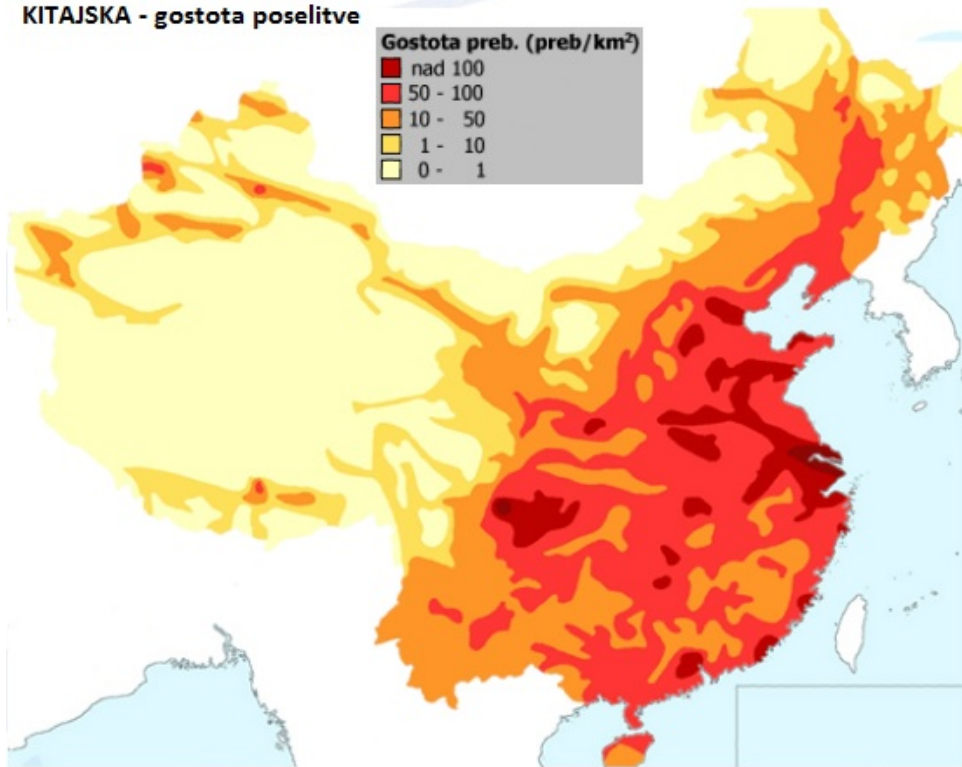 KITAJSKA - gostota poselitve
Gostota preb. (preb/km²)
nad 100
50 - 100
10 - 50
1 - 10
0 - 1